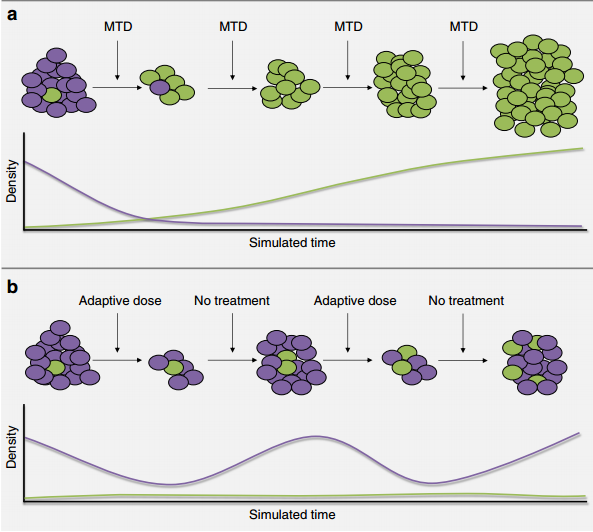 a
MTD MTD MTD MTD
Density
Simulated time
b
Adaptive dose No treatment Adaptive dose No treatment
Density
Simulated time